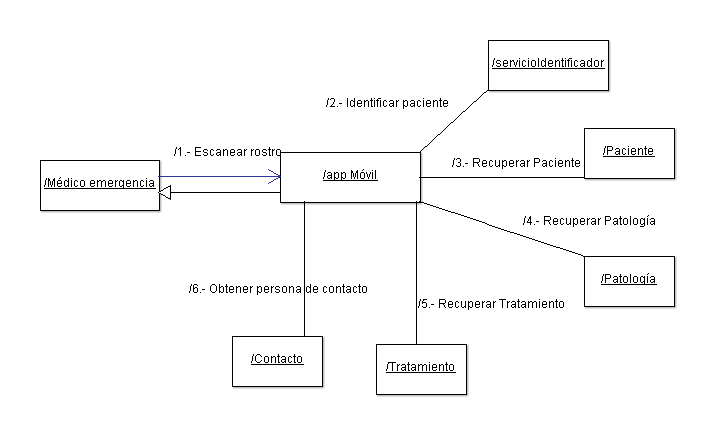 /servicioIdentificador
/2.- Identificar paciente
/1.- Escanear rostro
/3.- Recuperar Paciente
/Paciente
/Médico emergencia
/app Móvil
/4.- Recuperar Patología
/Patología
/6.- Obtener persona de contacto
/5.- Recuperar Tratamiento
/Contacto
/Tratamiento